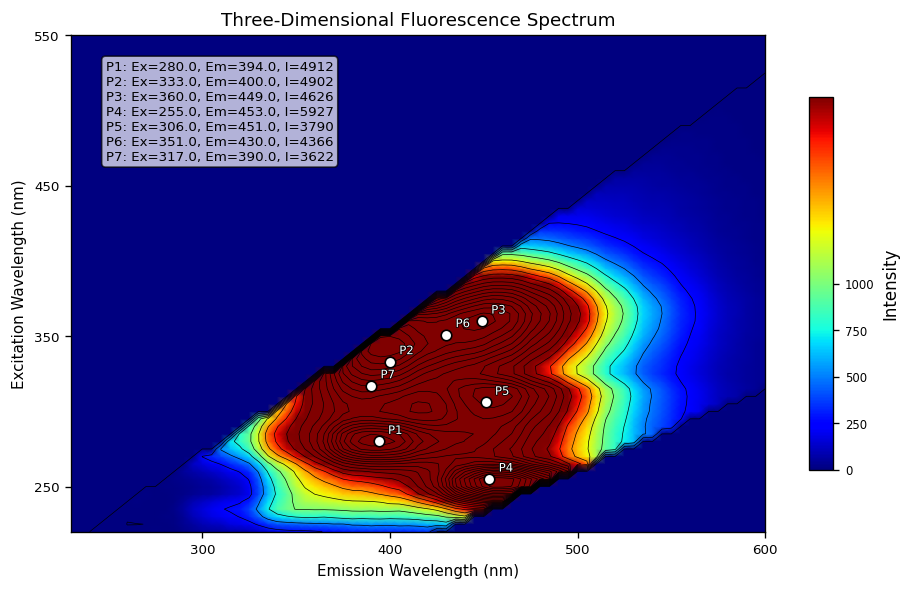 Three-Dimensional Fluorescence Spectrum
550
450
350
250
Excitation Wavelength (nm)
P1: Ex=280.0, Em=394.0, I=4912
P2: Ex=333.0, Em=400.0, I=4902
P3: Ex=360.0, Em=449.0, I=4626
P4: Ex=255.0, Em=453.0, I=5927
P5: Ex=306.0, Em=451.0, I=3790
P6: Ex=351.0, Em=430.0, I=4366
P7: Ex=317.0, Em=390.0, I=3622
P3
P6
P2
P7
P5
P1
P4
300
400
500
600
Emission Wavelength (nm)
1000
750
500
250
0
Intensity